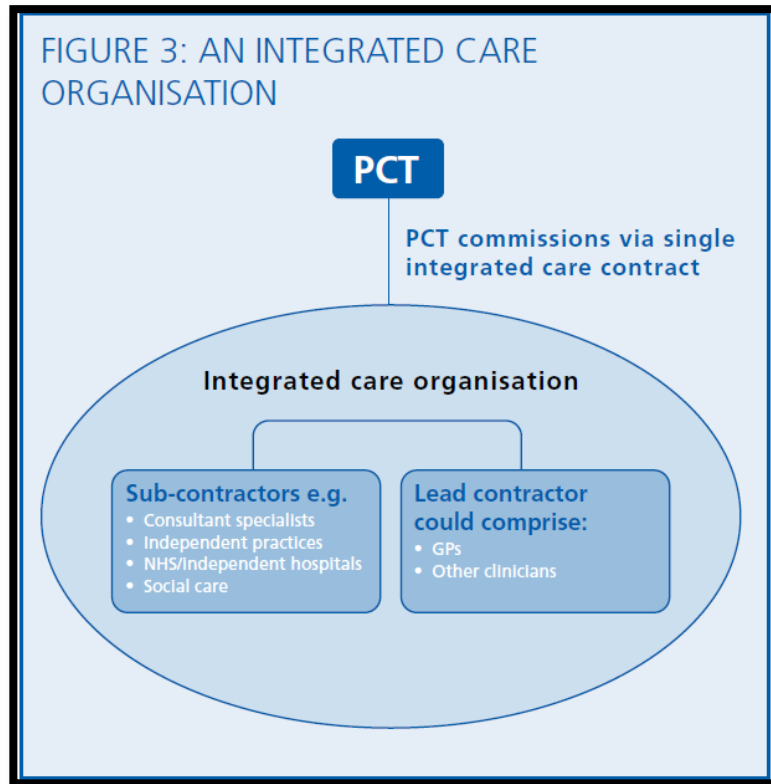 FIGURE 3: AN INTEGRATED CARE
ORGANISATION
PCT
PCT commissions via single
integrated care contract
Integrated care organisation
Sub-contractors e.g.
• Consultant specialists
• Independent practices
• NHS/Independent hospitals
• Social care
Lead contractor
could comprise:
• GPs
• Other clinicians